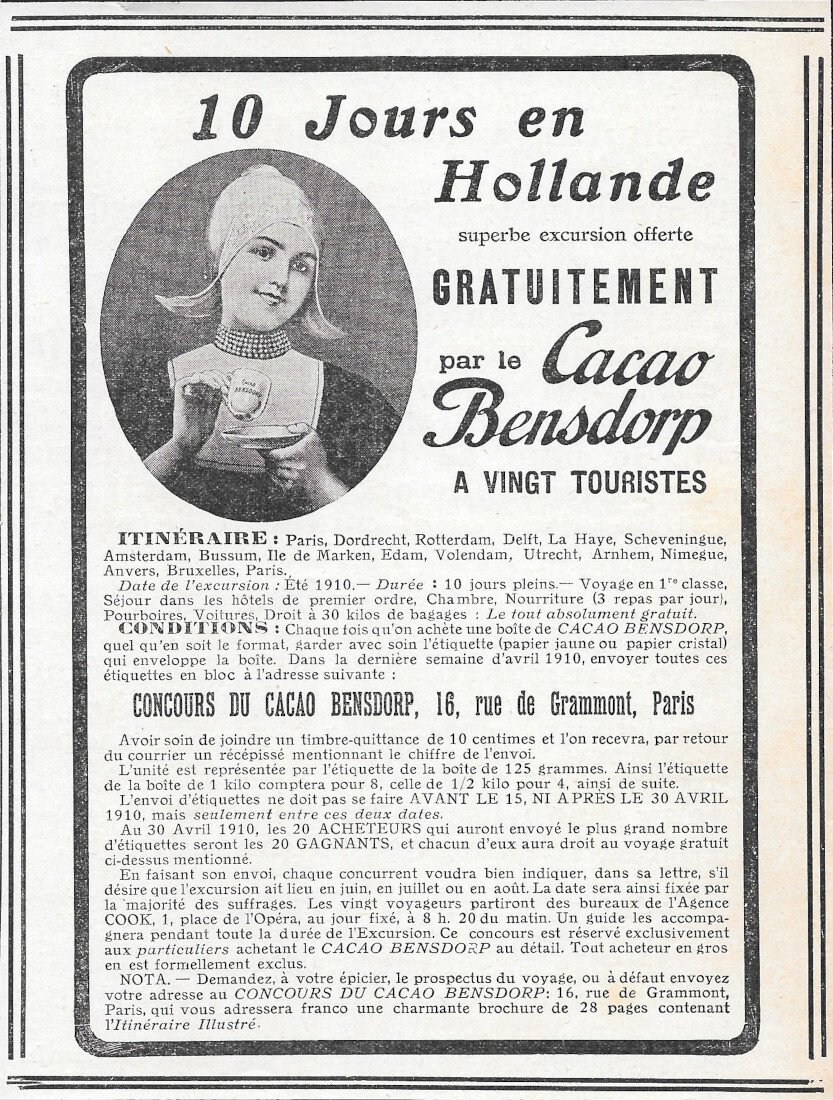 10 Jours en
Hollande
superbe excursion offerte
GRATUITEMENT
par le Cacao
Bensdorp
A VINGT TOURISTES
Cacao
BENSDORP
ITINÉRAIRE : Paris, Dordrecht, Rotterdam, Delft, La Haye, Scheveningue,
Amsterdam, Bussum, Ile de Marken, Edam, Volendam, Utrecht, Arnhem, Nimegue,
Anvers, Bruxelles, Paris.
Date de l'excursion : Été 1910.— Durée : 10 jours pleins.— Voyage en 1re classe,
Séjour dans les hôtels de premier ordre, Chambre, Nourriture (3 repas par jour),
Pourboires, Voitures, Droit à 30 kilos de bagages : Le tout absolument gratuit.
CONDITIONS : Chaque fois qu'on achète une boîte de CACAO BENSDORP,
quel qu'en soit le format, garder avec soin l'étiquette (papier jaune ou papier cristal)
qui enveloppe la boîte. Dans la dernière semaine d'avril 1910, envoyer toutes ces
étiquettes en bloc à l'adresse suivante :
CONCOURS DU CACAO BENSDORP, 16, rue de Grammont, Paris
Avoir soin de joindre un timbre-quittance de 10 centimes et l'on recevra, par retour
du courrier un récépissé mentionnant le chiffre de l'envoi.
L'unité est représentée par l'étiquette de la boîte de 125 grammes. Ainsi l'étiquette
de la boîte de 1 kilo comptera pour 8, celle de 1/2 kilo pour 4, ainsi de suite.
L'envoi d'étiquettes ne doit pas se faire AVANT LE 15, NI APRÈS LE 30 AVRIL
1910, mais seulement entre ces deux dates.
Au 30 Avril 1910, les 20 ACHETEURS qui auront envoyé le plus grand nombre
d'étiquettes seront les 20 GAGNANTS, et chacun d'eux aura droit au voyage gratuit
ci-dessus mentionné.
En faisant son envoi, chaque concurrent voudra bien indiquer, dans sa lettre, s'il
désire que l'excursion ait lieu en juin, en juillet ou en août. La date sera ainsi fixée par
la majorité des suffrages. Les vingt voyageurs partiront des bureaux de l'Agence
COOK, 1, place de l'Opéra, au jour fixé, à 8 h. 20 du matin. Un guide les accompa-
gnera pendant toute la durée de l'Excursion. Ce concours est réservé exclusivement
aux particuliers achetant le CACAO BENSDORP au détail. Tout acheteur en gros
en est formellement exclus.
NOTA. — Demandez, à votre épicier, le prospectus du voyage, ou à défaut envoyez
votre adresse au CONCOURS DU CACAO BENSDORP: 16, rue de Grammont,
Paris, qui vous adressera franco une charmante brochure de 28 pages contenant
l'Itinéraire Illustré.